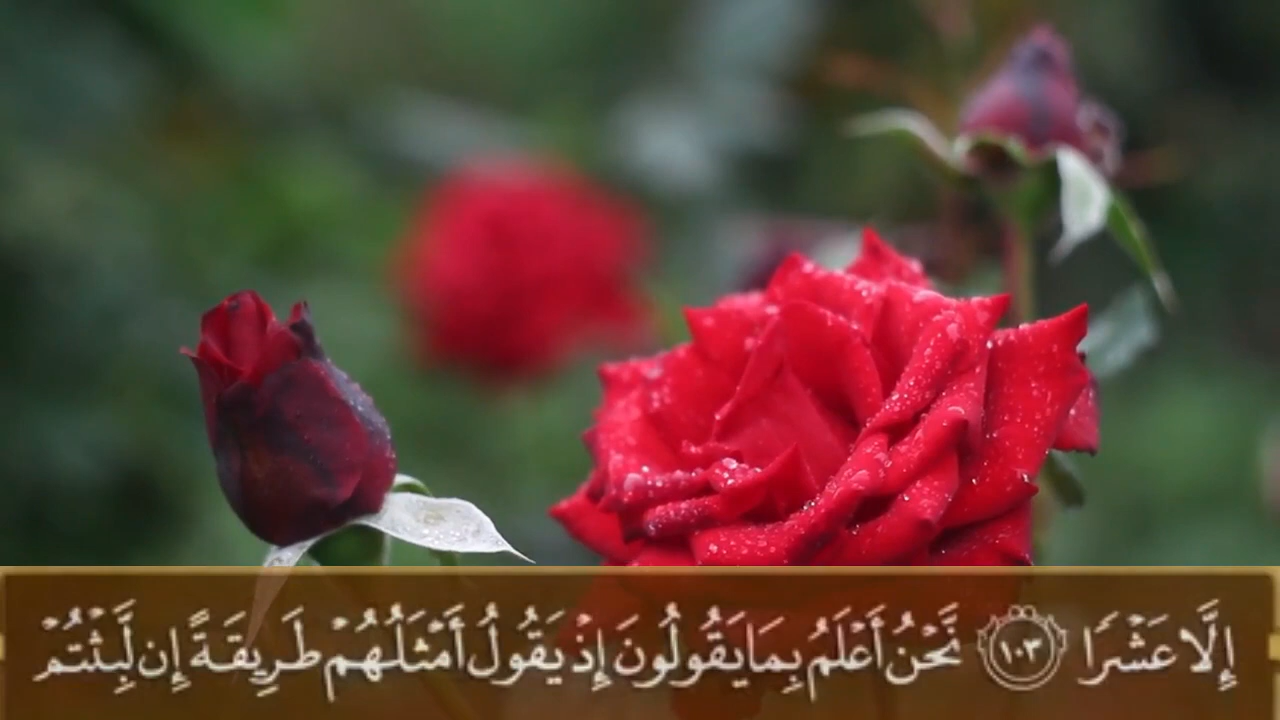 إِلَّا عَشْرًا ١٠٣ نَّحْنُ أَعْلَمُ بِمَا يَقُولُونَ إِذْ يَقُولُ أَمْثَلُهُمْ طَرِيقَةً إِن لَّبِثْتُمْ